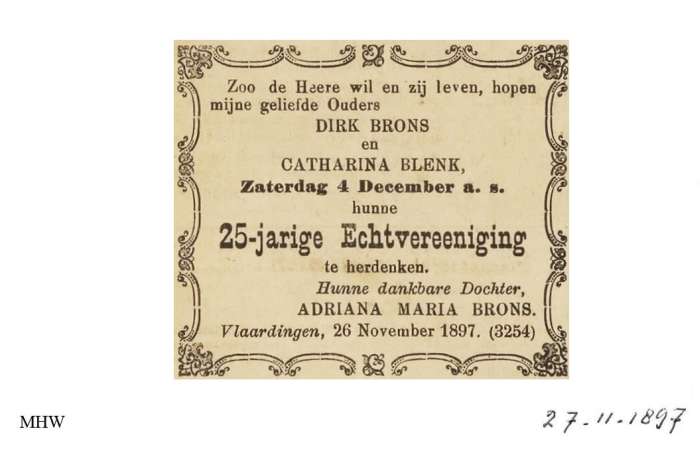 Zoo de Heere wil en zij leven, hopen
mijne geliefde Ouders
DIRK BRONS
en
CATHARINA BLENK,
Zaterdag 4 December a. s.
hunne
25-jarige Echtvereeniging
te herdenken.
Hunne dankbare Dochter,
ADRIANA MARIA BRONS.
Vlaardingen, 26 November 1897. (3254)
MHW
27-11-1897